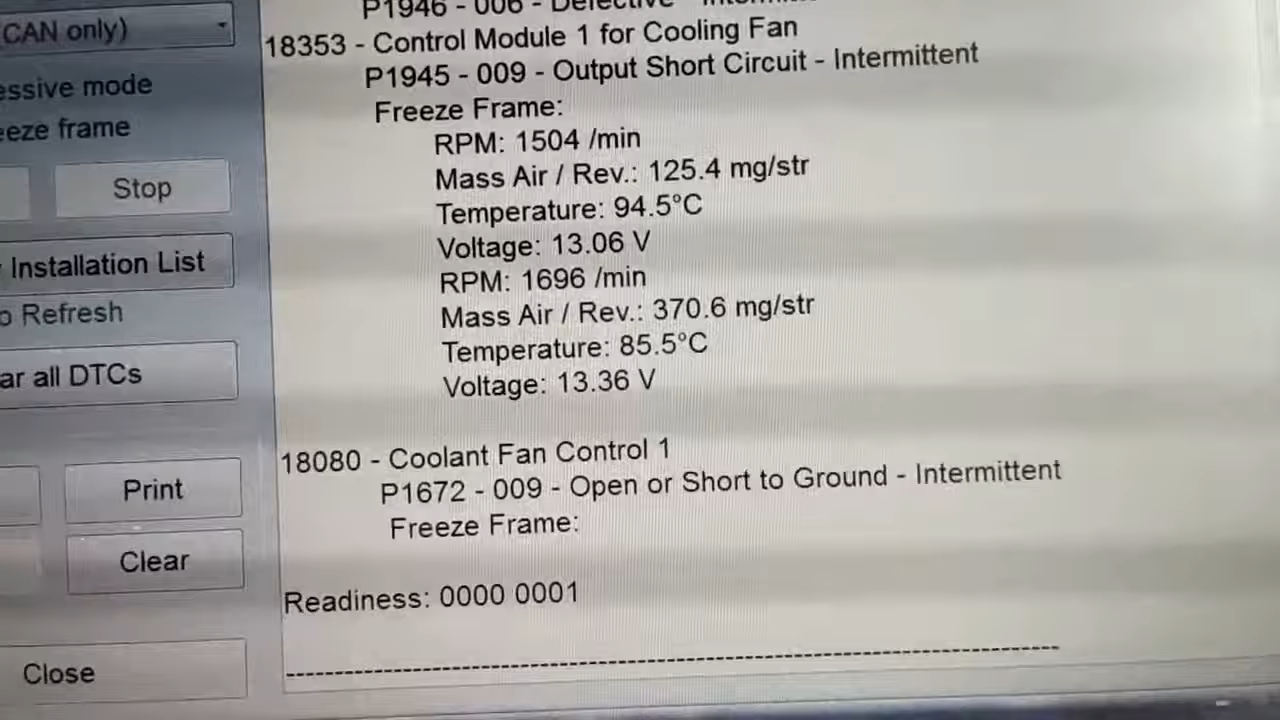 P1946 - 006 - Defective - Intermittent
(CAN only)
18353 - Control Module 1 for Cooling Fan
P1945 - 009 - Output Short Circuit - Intermittent
essive mode
Freeze Frame:
eeze frame
RPM: 1504 /min
Mass Air / Rev.: 125.4 mg/str
Stop
Temperature: 94.5°C
Voltage: 13.06 V
Installation List
RPM: 1696 /min
o Refresh
Mass Air / Rev.: 370.6 mg/str
Temperature: 85.5°C
ar all DTCs
Voltage: 13.36 V
18080 - Coolant Fan Control 1
Print
P1672 - 009 - Open or Short to Ground - Intermittent
Freeze Frame:
Clear
Readiness: 0000 0001
Close